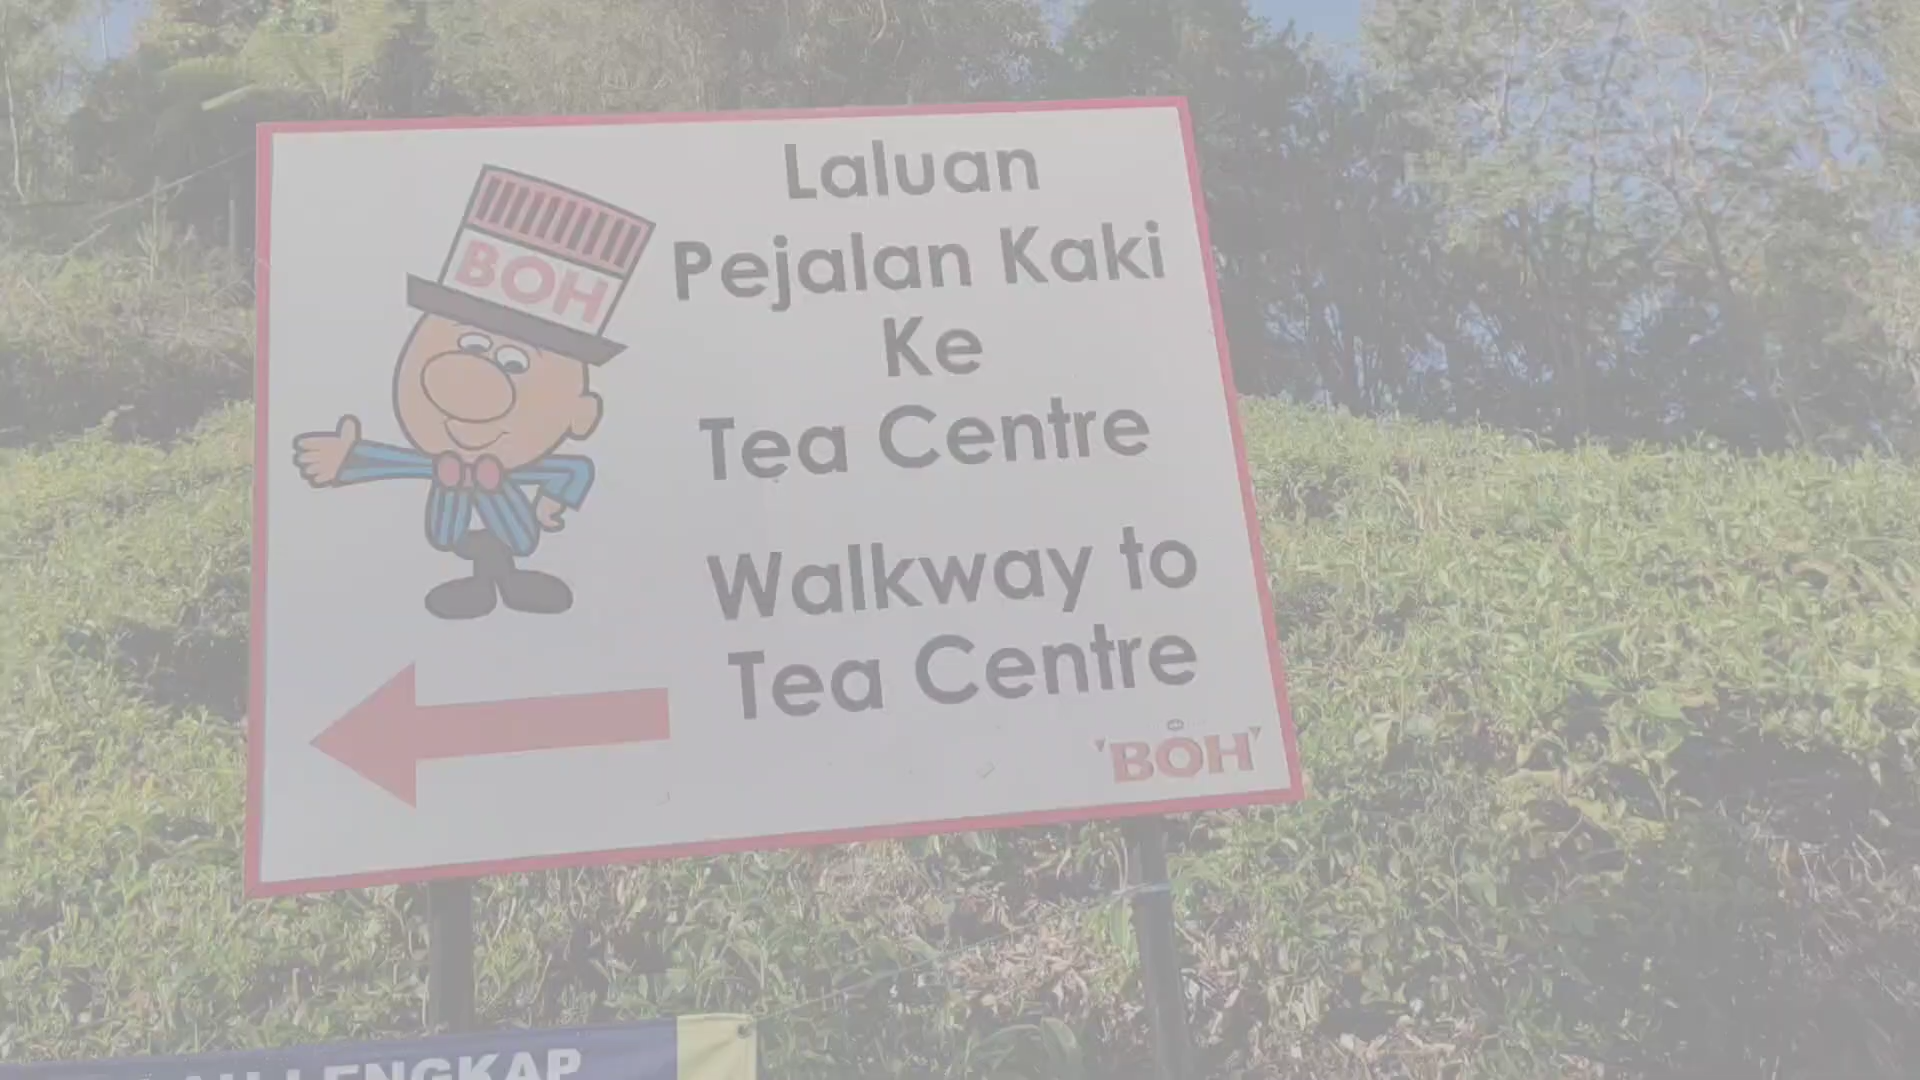 BOH
Laluan
Pejalan Kaki
Ke
Tea Centre
Walkway to
Tea Centre
BOH
LENGKAP